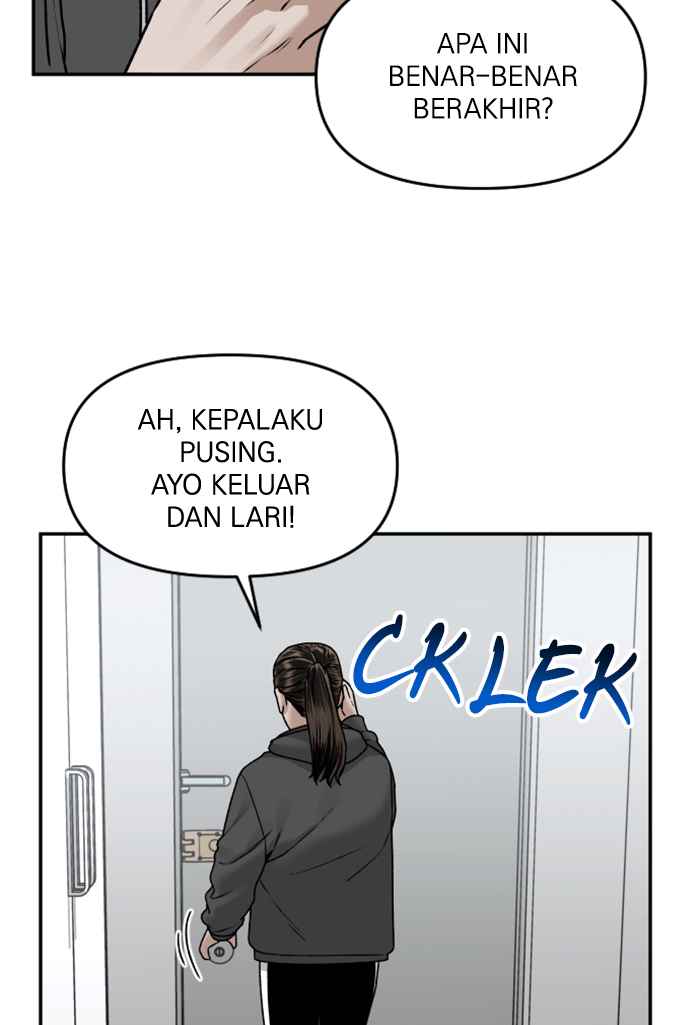 APA INI
BENAR-BENAR
BERAKHIR?
AH, KEPALAKU
PUSING.
AYO KELUAR
DAN LARI!
CKLEK